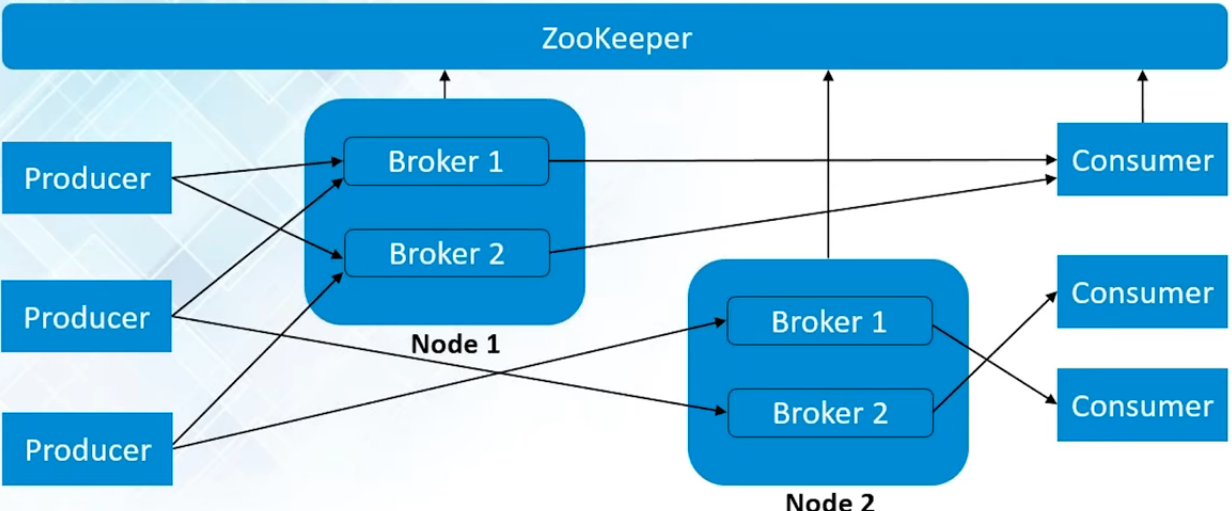 ZooKeeper
Producer
Producer
Producer
Broker 1
Broker 2
Node 1
Broker 1
Broker 2
Node 2
Consumer
Consumer
Consumer